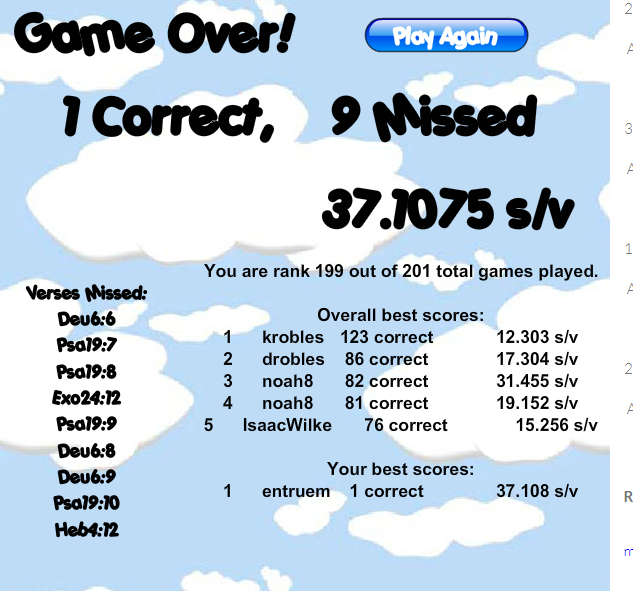 Game Over!
Play Again
1 Correct, 9 Missed
37.1075 s/v
You are rank 199 out of 201 total games played.
Verses Missed:
Deu6:6
Psa19:7
Psa19:8
Exo24:12
Psa19:9
Deu6:8
Deu6:9
Psa19:10
Heb4:12
Overall best scores:
1 krobles 123 correct 12.303 s/v
2 drobles 86 correct 17.304 s/v
3 noah8 82 correct 31.455 s/v
4 noah8 81 correct 19.152 s/v
5 IsaacWilke 76 correct 15.256 s/v
Your best scores:
1 entruem 1 correct 37.108 s/v
2
A
3
A
1
A
2
A
R
m